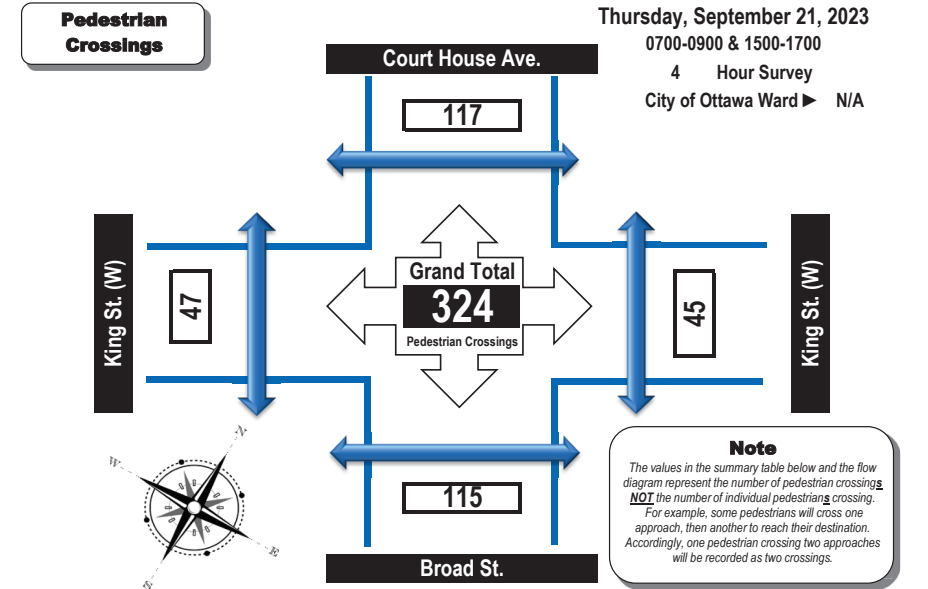 Pedestrian
Crossings
Thursday, September 21, 2023
0700-0900 & 1500-1700
4 Hour Survey
City of Ottawa Ward ► N/A
Court House Ave.
117
King St. (W)
47
Grand Total
324
Pedestrian Crossings
45
King St. (W)
N
W
E
S
115
Broad St.
Note
The values in the summary table below and the flow
diagram represent the number of pedestrian crossings
NOT the number of individual pedestrians crossing.
For example, some pedestrians will cross one
approach, then another to reach their destination.
Accordingly, one pedestrian crossing two approaches
will be recorded as two crossings.